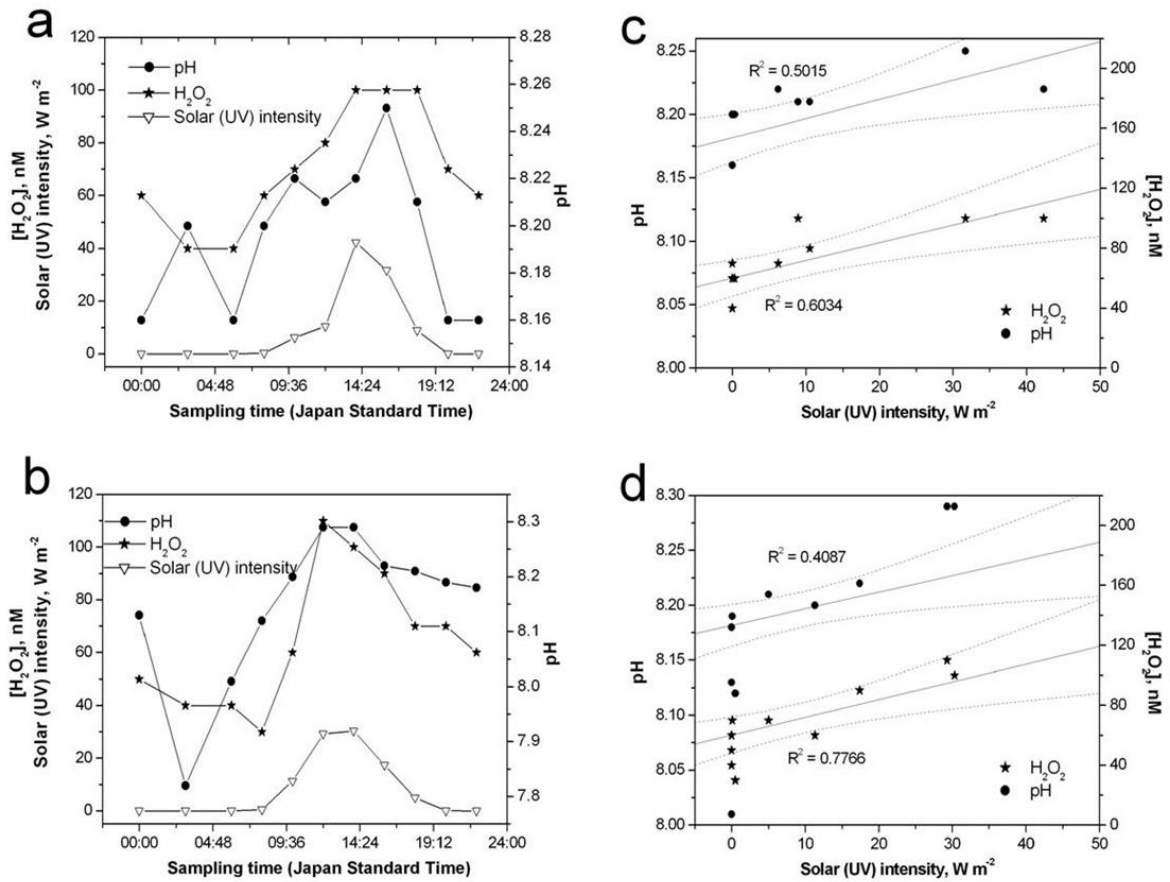 a
120
100
80
60
40
20
0
[H₂O₂], nM
Solar (UV) intensity, W m⁻²
pH
H₂O₂
Solar (UV) intensity
8.28
8.26
8.24
8.22
8.20
8.18
8.16
8.14
pH
00:00 04:48 09:36 14:24 19:12 24:00
Sampling time (Japan Standard Time)
c
8.25
8.20
8.15
8.10
8.05
8.00
pH
R² = 0.5015
R² = 0.6034
H₂O₂
pH
200
160
120
80
40
0
[H₂O₂], nM
0 10 20 30 40 50
Solar (UV) intensity, W m⁻²
b
120
100
80
60
40
20
0
[H₂O₂], nM
Solar (UV) intensity, W m⁻²
pH
H₂O₂
Solar (UV) intensity
8.3
8.2
8.1
8.0
7.9
7.8
pH
00:00 04:48 09:36 14:24 19:12 24:00
Sampling time (Japan Standard Time)
d
8.30
8.25
8.20
8.15
8.10
8.05
8.00
pH
R² = 0.4087
R² = 0.7766
H₂O₂
pH
200
160
120
80
40
0
[H₂O₂], nM
0 10 20 30 40 50
Solar (UV) intensity, W m⁻²